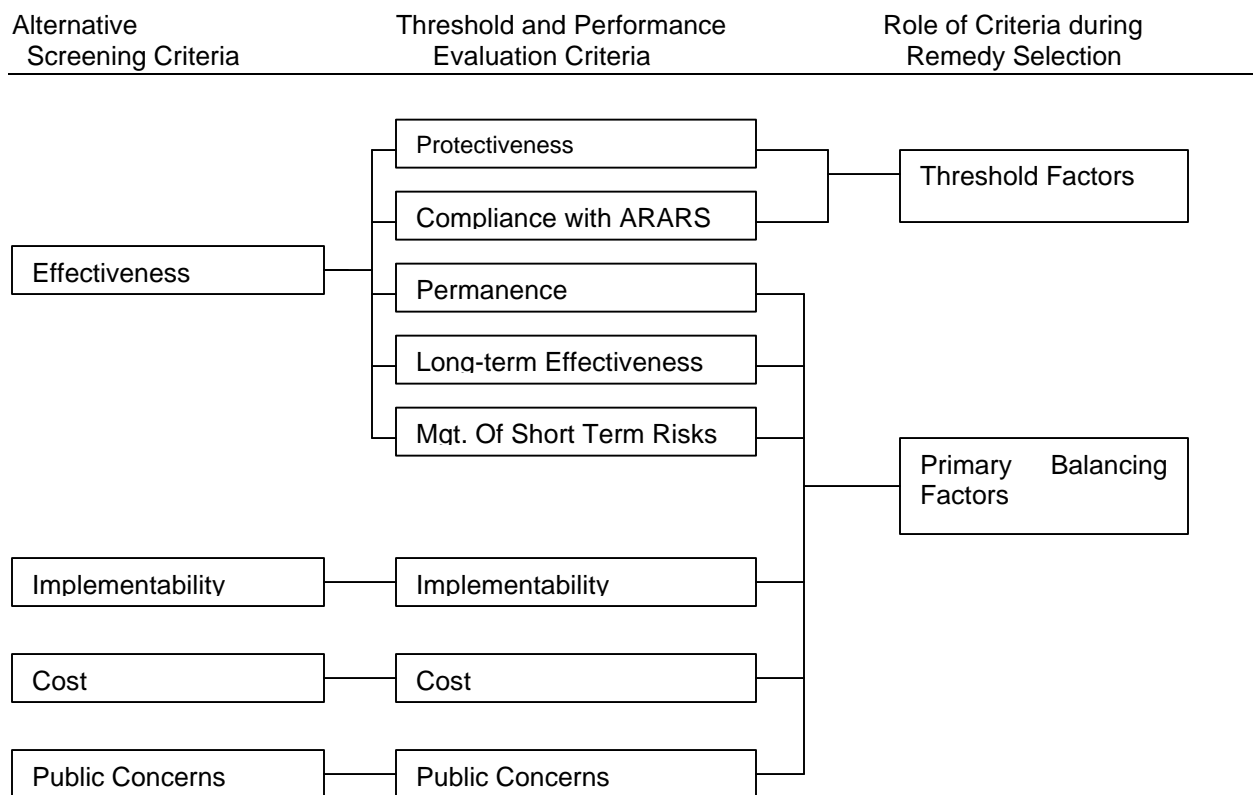 Alternative
Screening Criteria
Threshold and Performance
Evaluation Criteria
Role of Criteria during
Remedy Selection
Protectiveness
Compliance with ARARS
Effectiveness
Permanence
Long-term Effectiveness
Mgt. Of Short Term Risks
Threshold Factors
Primary Balancing
Factors
Implementability
Implementability
Cost
Cost
Public Concerns
Public Concerns